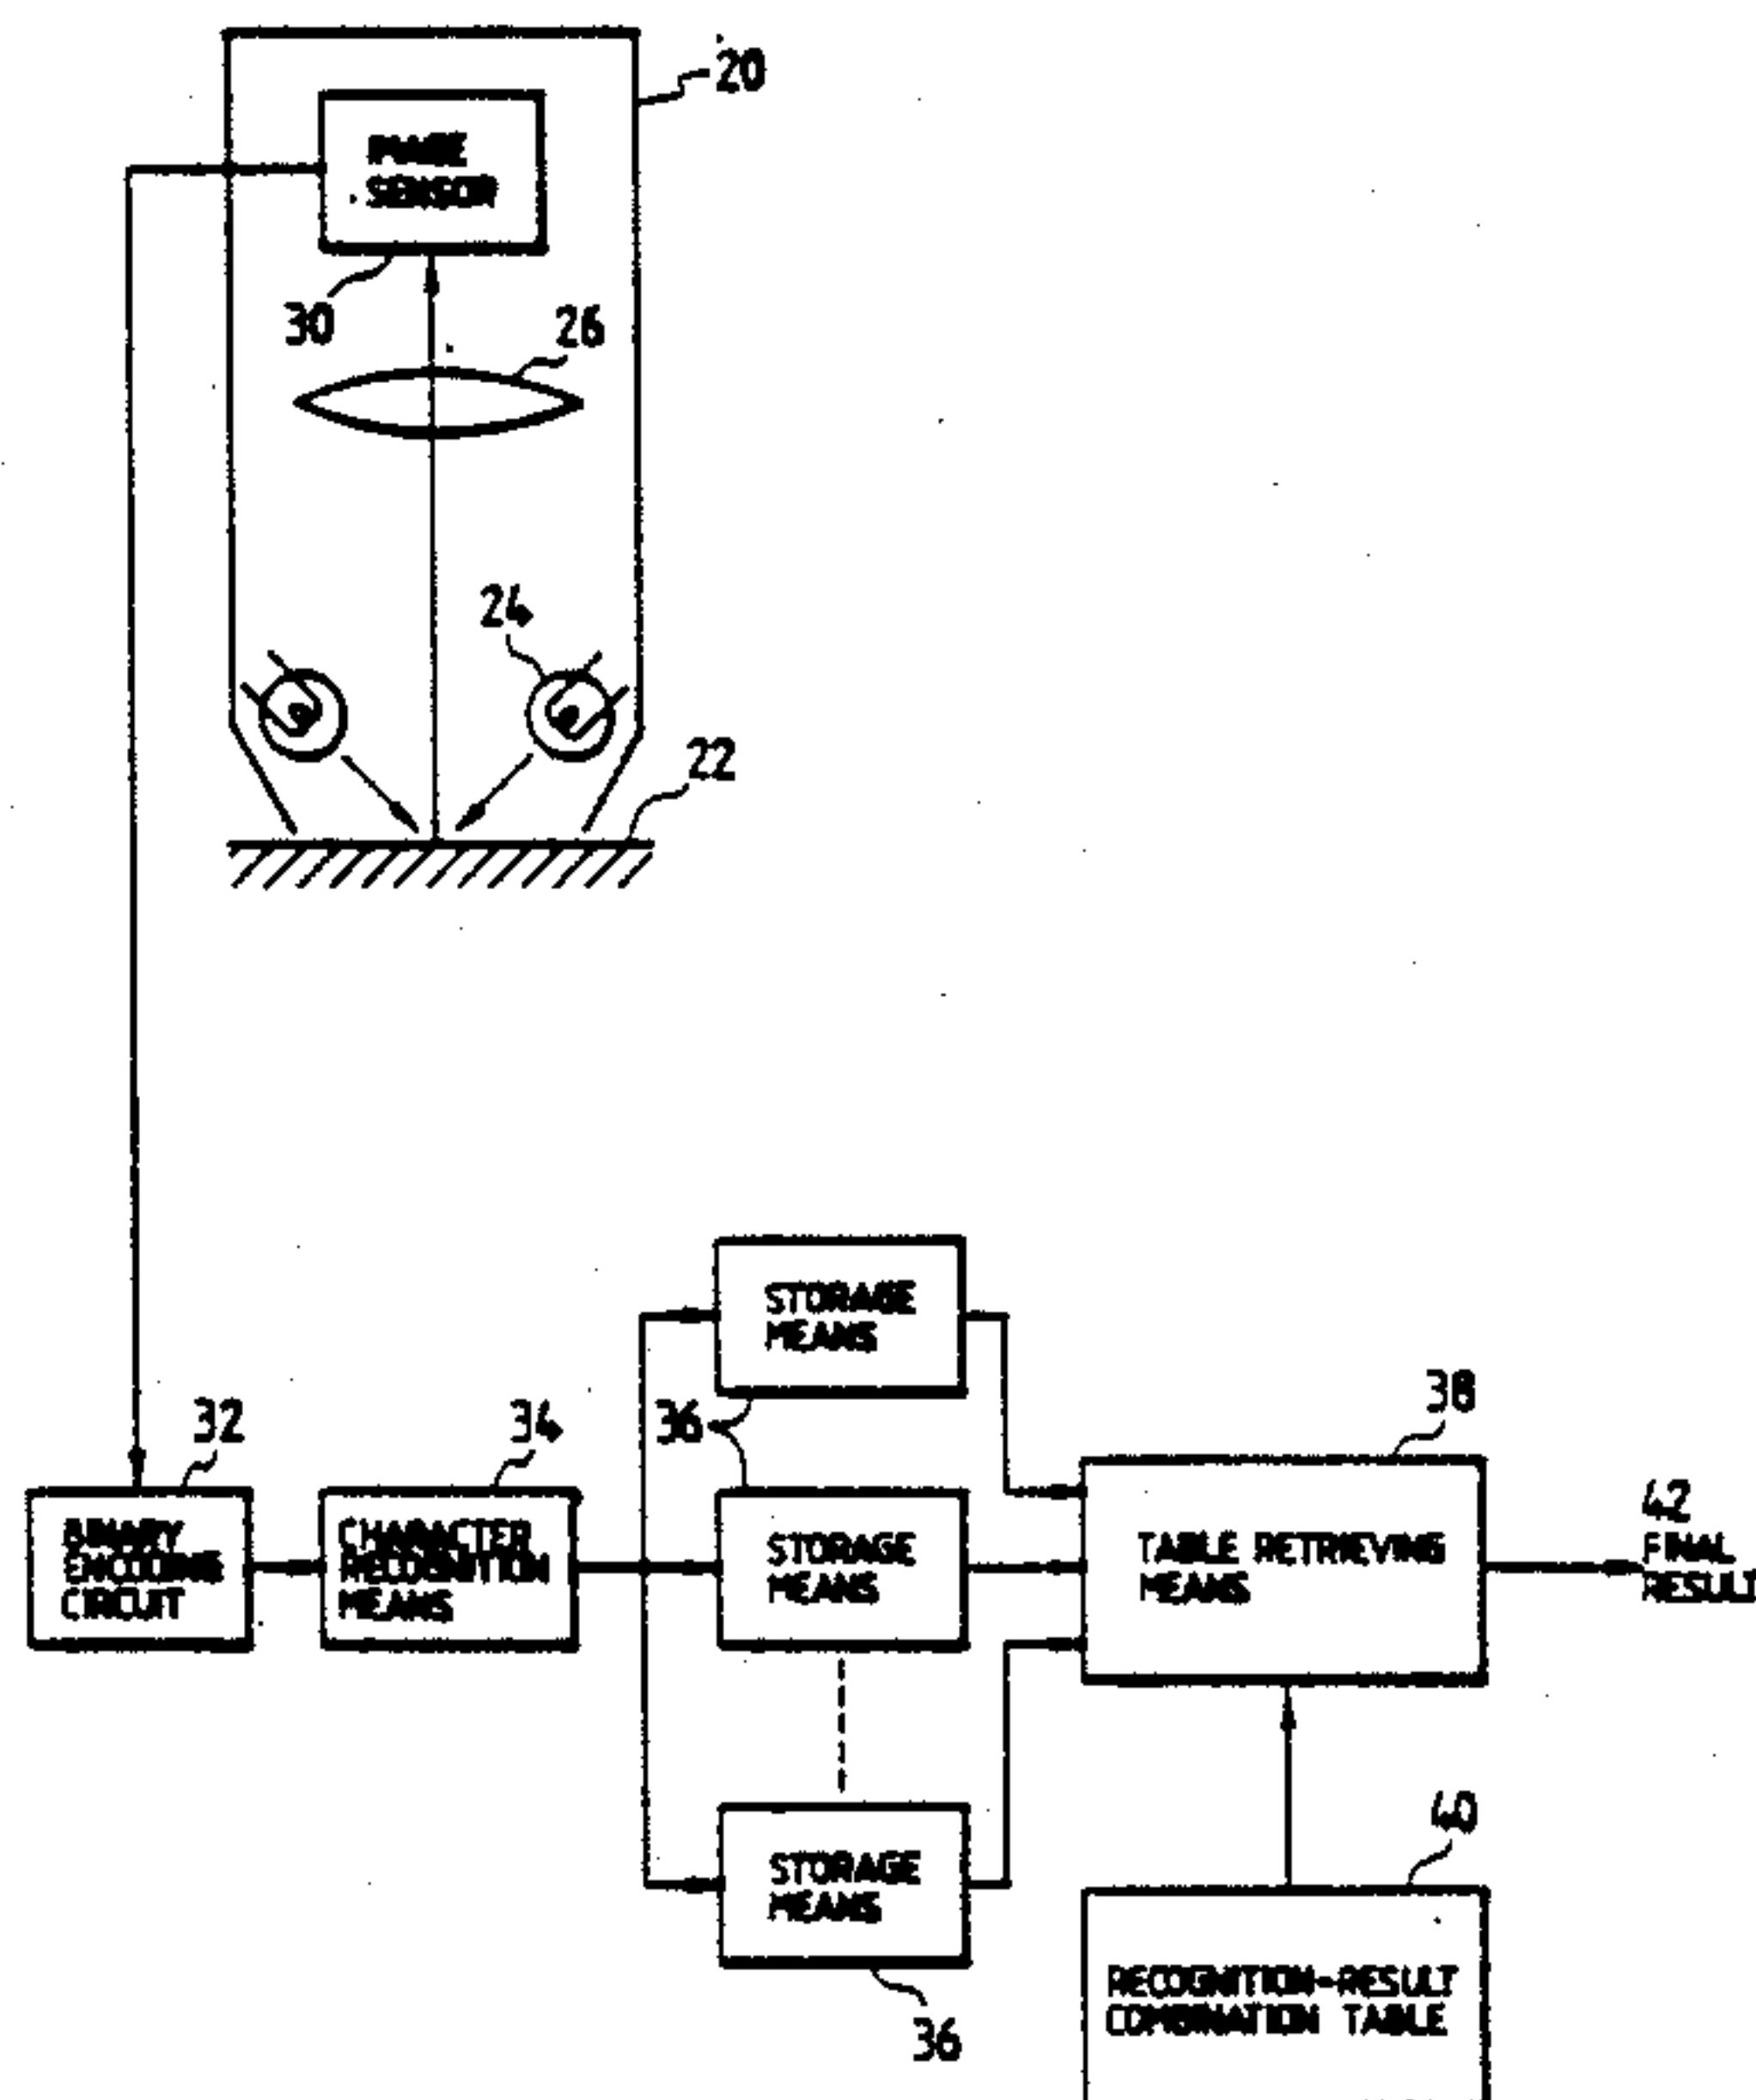 20
IMAGE
SENSOR
30
26
24
22
STORAGE
MEANS
32
34
36
38
42
BINARY
ENCODING
CIRCUIT
CHARACTER
RECOGNITION
MEANS
STORAGE
MEANS
TABLE RETRIEVING
MEANS
FINAL
RESULT
40
STORAGE
MEANS
36
RECOGNITION-RESULT
COMBINATION TABLE